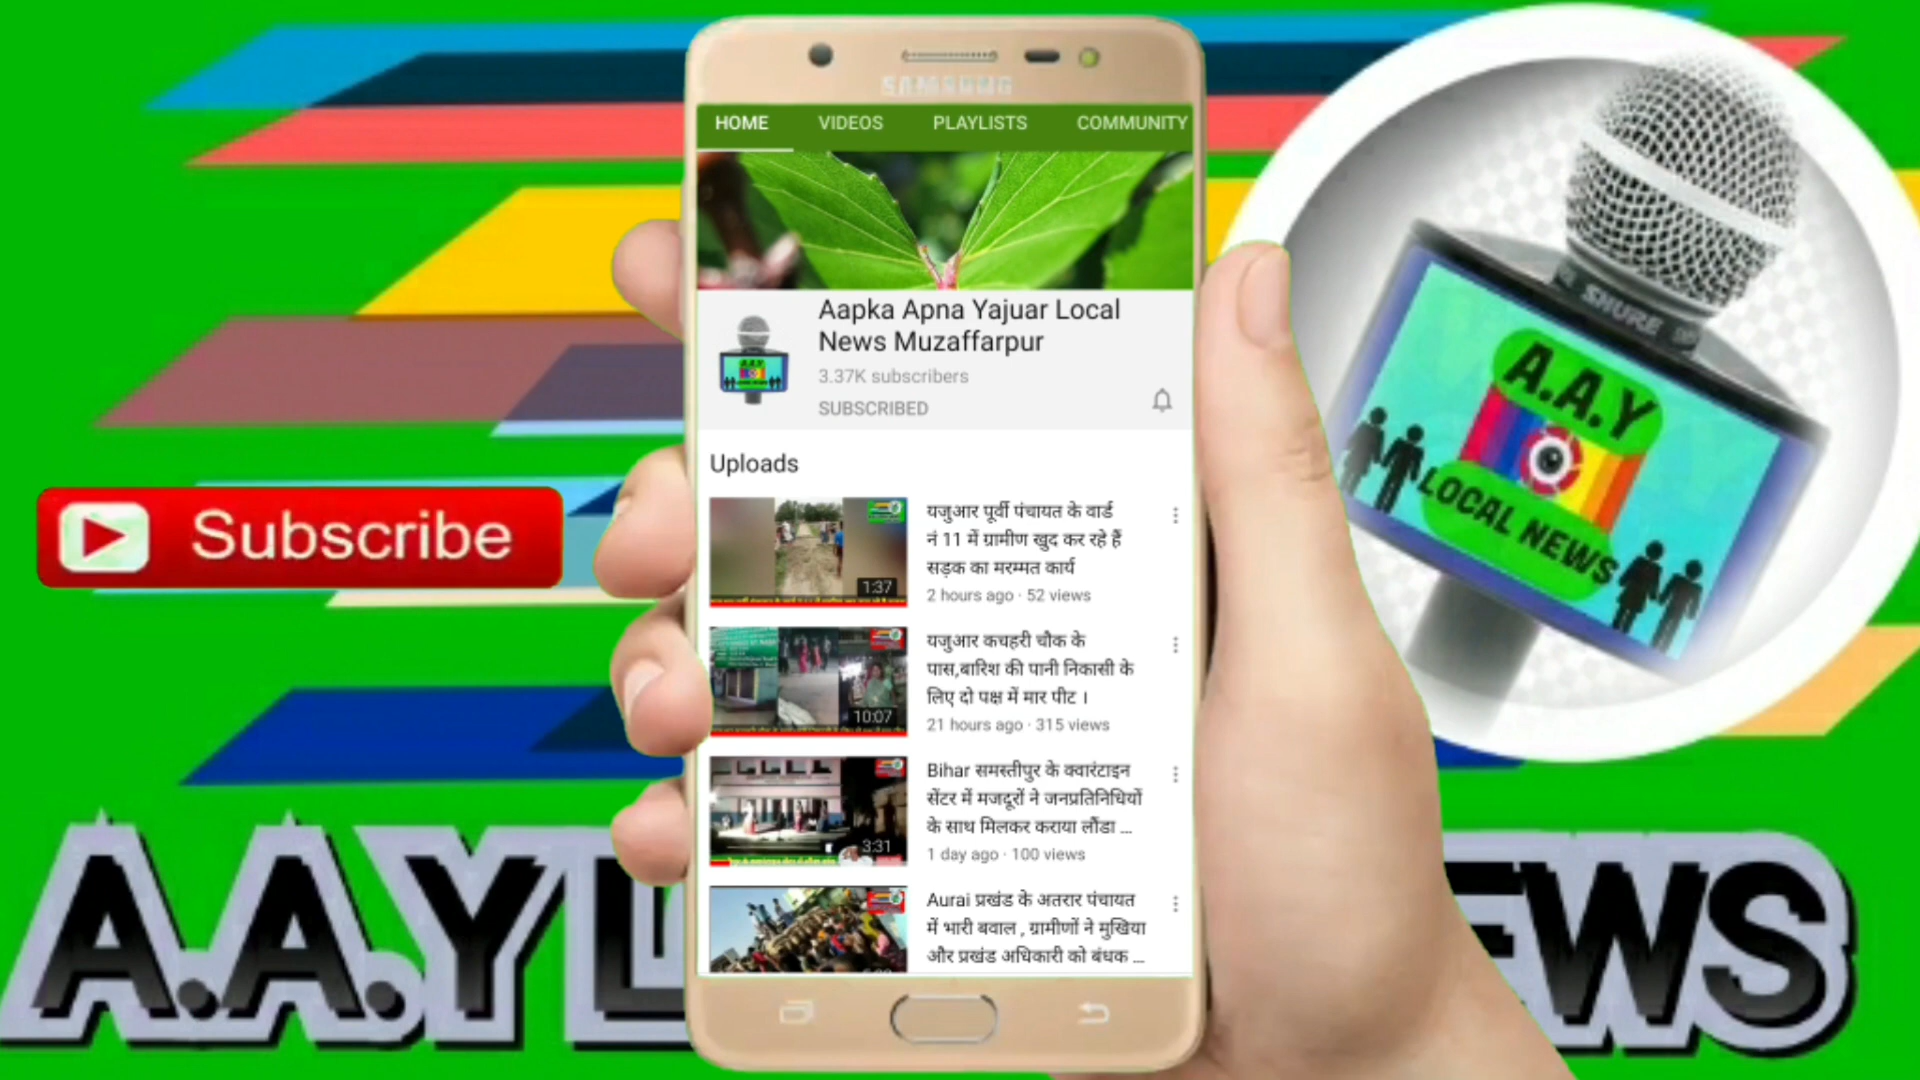 SAMSUNG
HOME VIDEOS PLAYLISTS COMMUNITY
Aapka Apna Yajuar Local
News Muzaffarpur
3.37K subscribers
SUBSCRIBED
Uploads
यजुआर पूर्वी पंचायत के वार्ड
नं 11 में ग्रामीण खुद कर रहे हैं
सड़क का मरम्मत कार्य
2 hours ago · 52 views
1:37
यजुआर कचहरी चौक के
पास,बारिश की पानी निकासी के
लिए दो पक्ष में मार पीट ।
21 hours ago · 315 views
10:07
Bihar समस्तीपुर के क्वारंटाइन
सेंटर में मजदूरों ने जनप्रतिनिधियों
के साथ मिलकर कराया लौंडा ...
1 day ago · 100 views
3:31
Aurai प्रखंड के अतरार पंचायत
में भारी बवाल , ग्रामीणों ने मुखिया
और प्रखंड अधिकारी को बंधक ...
Subscribe
SHURE
A.A.Y
LOCAL NEWS
A.A.Y L EWS